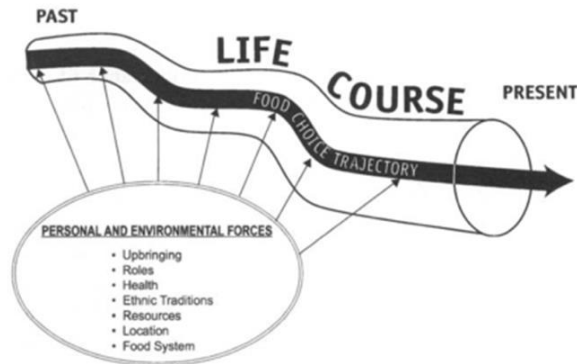 PAST
LIFE
COURSE
PRESENT
FOOD CHOICE TRAJECTORY
PERSONAL AND ENVIRONMENTAL FORCES
• Upbringing
• Roles
• Health
• Ethnic Traditions
• Resources
• Location
• Food System